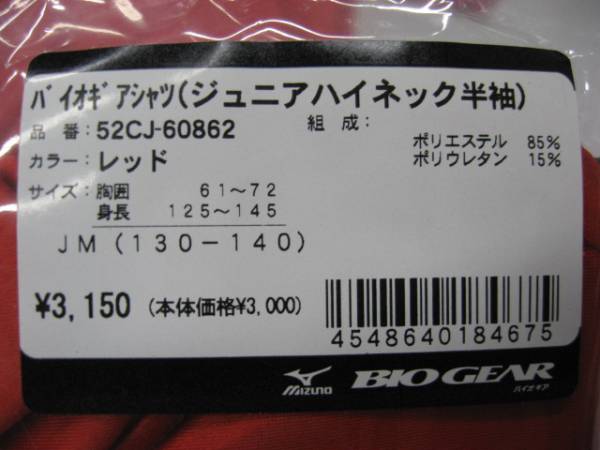 バイオギアシャツ(ジュニアハイネック半袖)
品番:52CJ-60862 組成:
カラー:レッド ポリエステル 85%
ポリウレタン 15%
サイズ:胸囲 61～72
身長 125～145
JM(130-140)
¥3,150 (本体価格¥3,000)
4548640184675
MIZUNO BIO GEAR
バイオギア